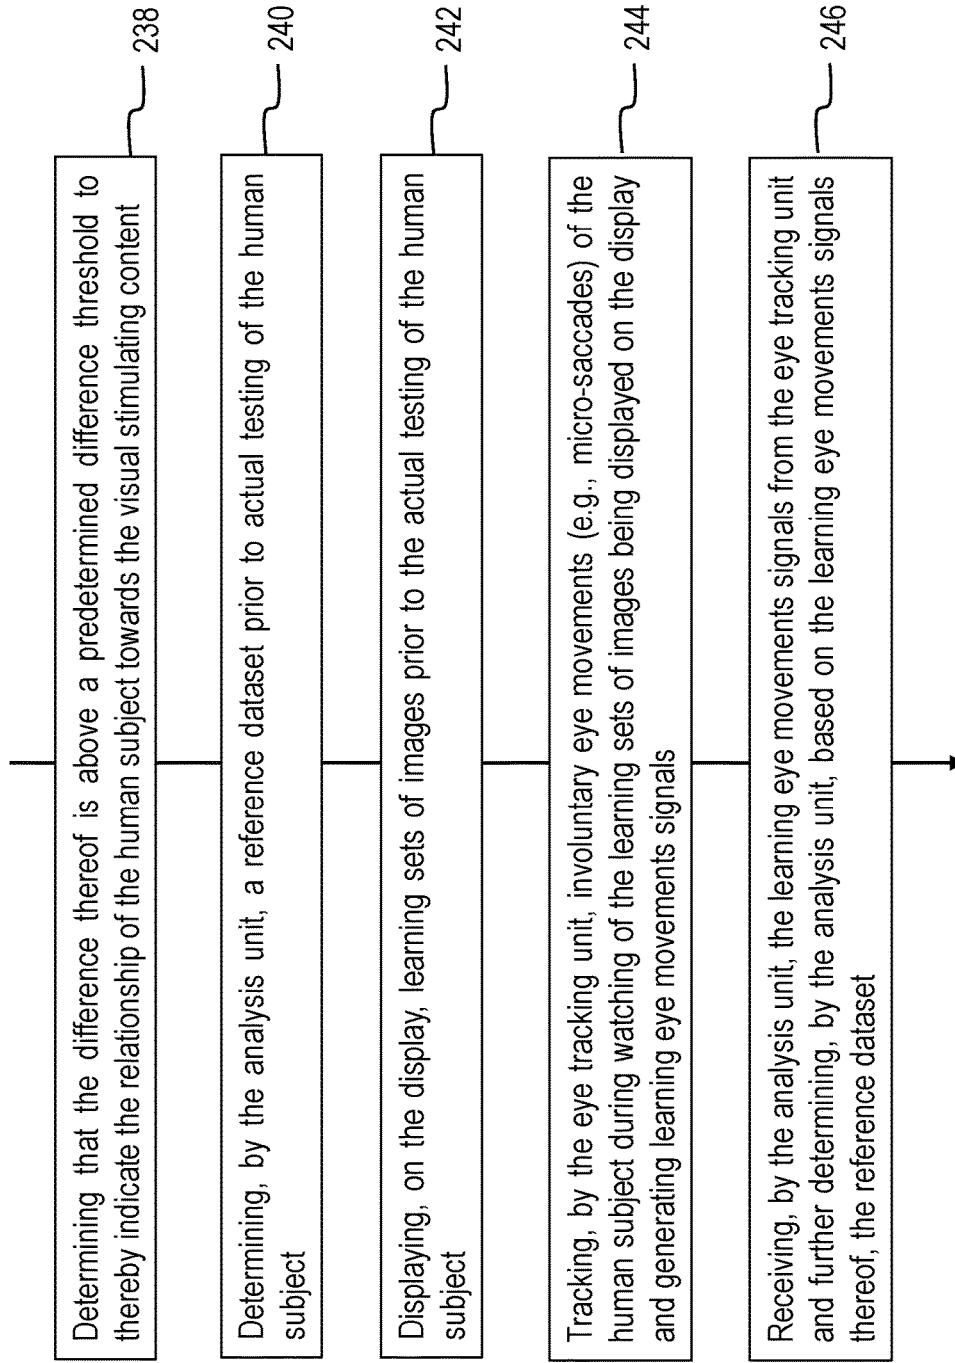 Determining that the difference thereof is above a predetermined difference threshold to
thereby indicate the relationship of the human subject towards the visual stimulating content
238
Determining, by the analysis unit, a reference dataset prior to actual testing of the human
subject
240
Displaying, on the display, learning sets of images prior to the actual testing of the human
subject
242
Tracking, by the eye tracking unit, involuntary eye movements (e.g., micro-saccades) of the
human subject during watching of the learning sets of images being displayed on the display
and generating learning eye movements signals
244
Receiving, by the analysis unit, the learning eye movements signals from the eye tracking unit
and further determining, by the analysis unit, based on the learning eye movements signals
thereof, the reference dataset
246